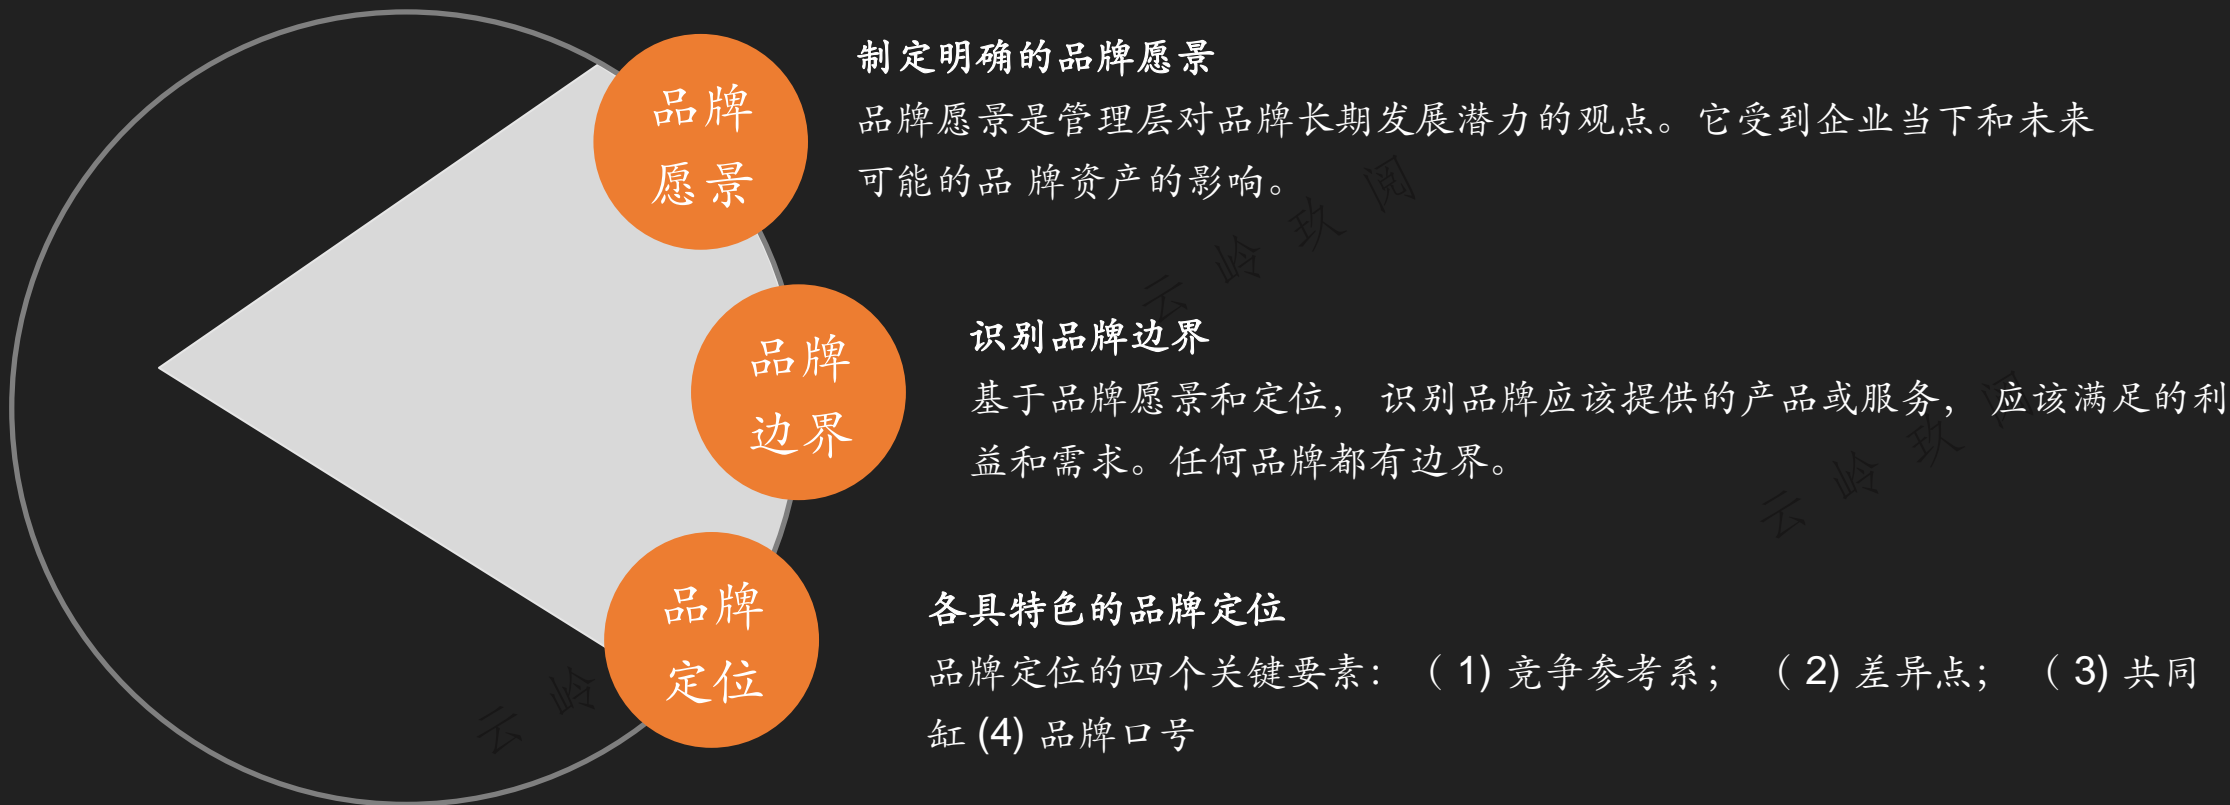 品牌
愿景
制定明确的品牌愿景
品牌愿景是管理层对品牌长期发展潜力的观点。它受到企业当下和未来
可能的品 牌资产的影响。
云岭玖阅
品牌
边界
识别品牌边界
基于品牌愿景和定位， 识别品牌应该提供的产品或服务， 应该满足的利
益和需求。任何品牌都有边界。
云岭玖阅
品牌
定位
各具特色的品牌定位
品牌定位的四个关键要素：（ 1) 竞争参考系； （ 2) 差异点； （ 3) 共同
缸 (4) 品牌口号
云岭